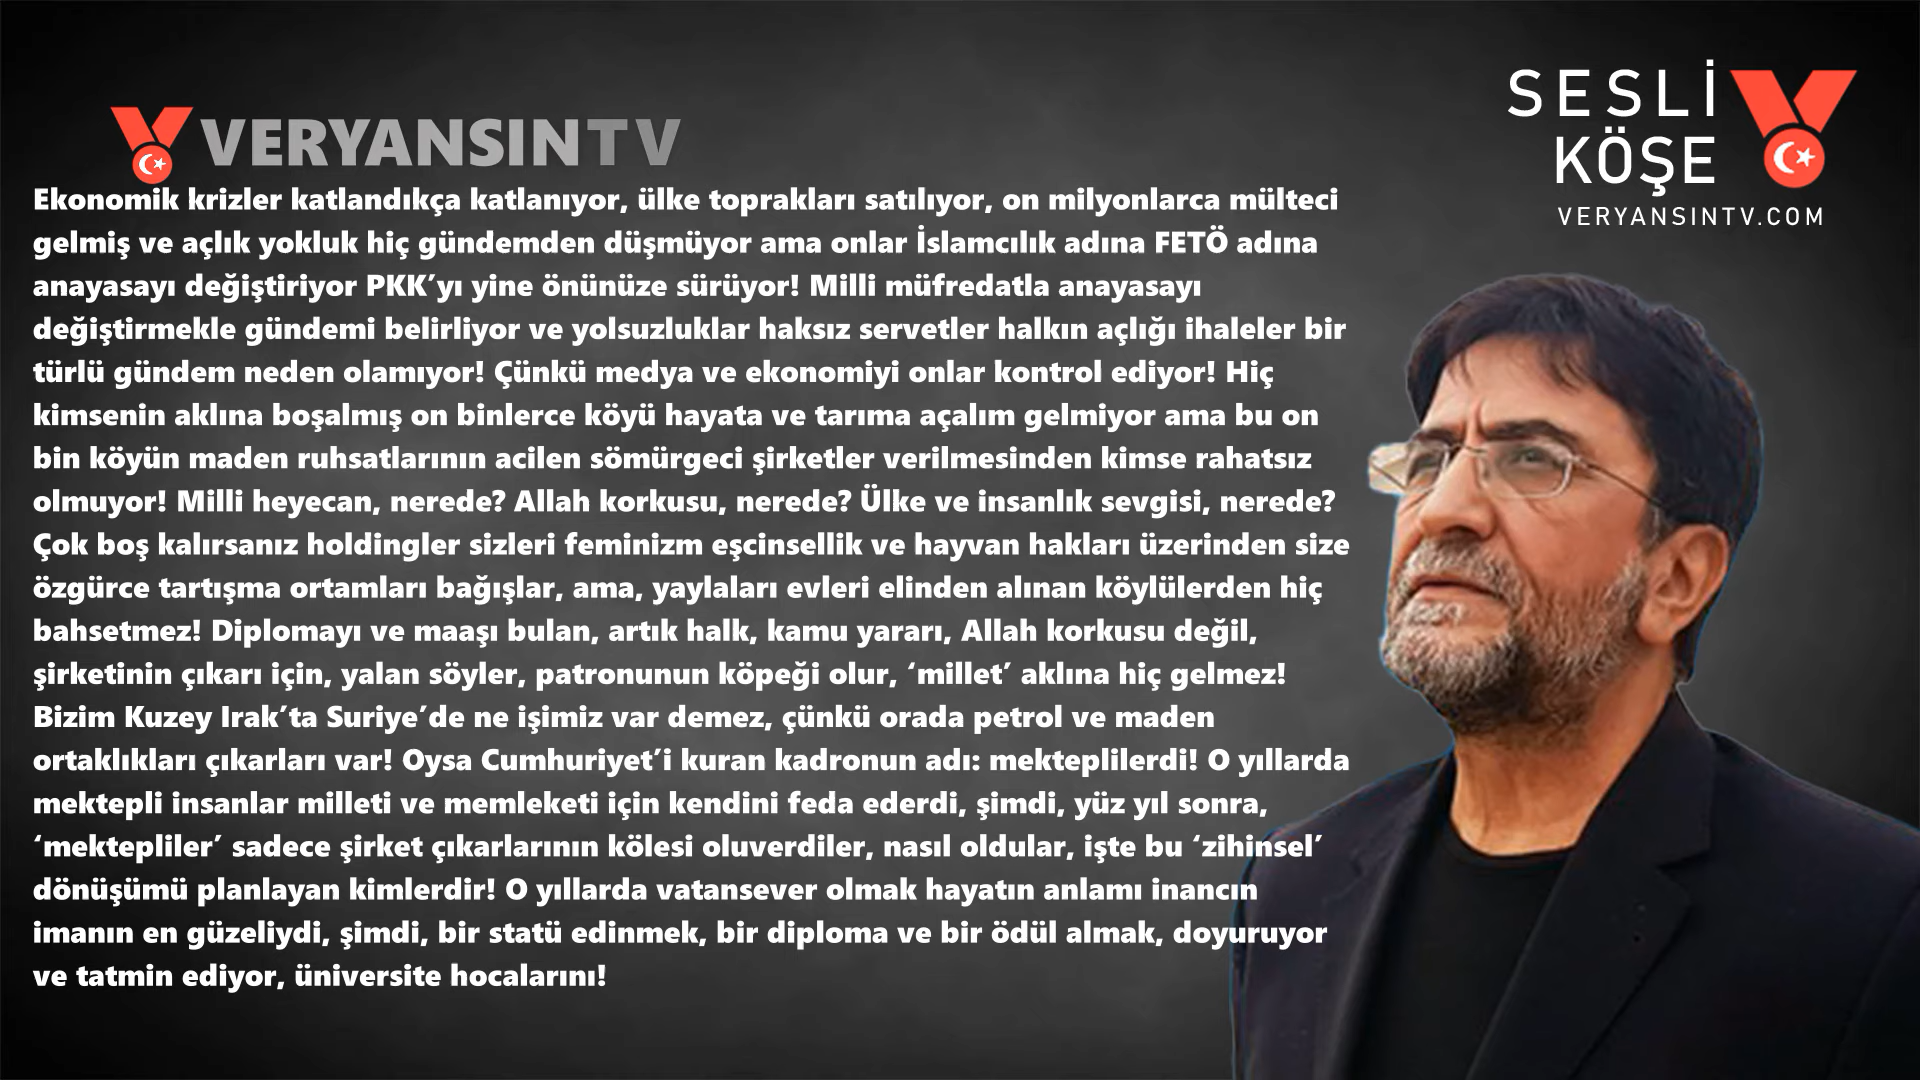 VERYANSINTV
SESLİ
KÖŞE
VERYANSINTV.COM
Ekonomik krizler katlandıkça katlanıyor, ülke toprakları satılıyor, on milyonlarca mülteci
gelmiş ve açlık yokluk hiç gündemden düşmüyor ama onlar İslamcılık adına FETÖ adına
anayasayı değiştiriyor PKK’yı yine önünüze sürüyor! Milli müfredatla anayasayı
değiştirmekle gündemi belirliyor ve yolsuzluklar haksız servetler halkın açlığı ihaleler bir
türlü gündem neden olamıyor! Çünkü medya ve ekonomiyi onlar kontrol ediyor! Hiç
kimsenin aklına boşalmış on binlerce köyü hayata ve tarıma açalım gelmiyor ama bu on
bin köyün maden ruhsatlarının acilen sömürgeci şirketler verilmesinden kimse rahatsız
olmuyor! Milli heyecan, nerede? Allah korkusu, nerede? Ülke ve insanlık sevgisi, nerede?
Çok boş kalırsanız holdingler sizleri feminizm eşcinsellik ve hayvan hakları üzerinden size
özgürce tartışma ortamları bağışlar, ama, yaylaları evleri elinden alınan köylülerden hiç
bahsetmez! Diplomayı ve maaşı bulan, artık halk, kamu yararı, Allah korkusu değil,
şirketinin çıkarı için, yalan söyler, patronunun köpeği olur, ‘millet’ aklına hiç gelmez!
Bizim Kuzey Irak’ta Suriye’de ne işimiz var demez, çünkü orada petrol ve maden
ortaklıkları çıkarları var! Oysa Cumhuriyet’i kuran kadronun adı: mekteplilerdi! O yıllarda
mektepli insanlar milleti ve memleketi için kendini feda ederdi, şimdi, yüz yıl sonra,
‘mektepliler’ sadece şirket çıkarlarının kölesi oluverdiler, nasıl oldular, işte bu ‘zihinsel’
dönüşümü planlayan kimlerdir! O yıllarda vatansever olmak hayatın anlamı inancın
imanın en güzeliydi, şimdi, bir statü edinmek, bir diploma ve bir ödül almak, doyuruyor
ve tatmin ediyor, üniversite hocalarını!